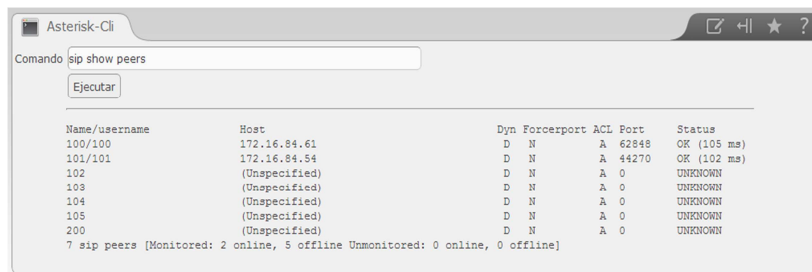 Asterisk-Cli
Comando sip show peers
Ejecutar
Name/username Host Dyn Forcerport ACL Port Status
100/100 172.16.84.61 D N A 62848 OK (105 ms)
101/101 172.16.84.54 D N A 44270 OK (102 ms)
102 (Unspecified) D N A 0 UNKNOWN
103 (Unspecified) D N A 0 UNKNOWN
104 (Unspecified) D N A 0 UNKNOWN
105 (Unspecified) D N A 0 UNKNOWN
200 (Unspecified) D N A 0 UNKNOWN
7 sip peers [Monitored: 2 online, 5 offline Unmonitored: 0 online, 0 offline]